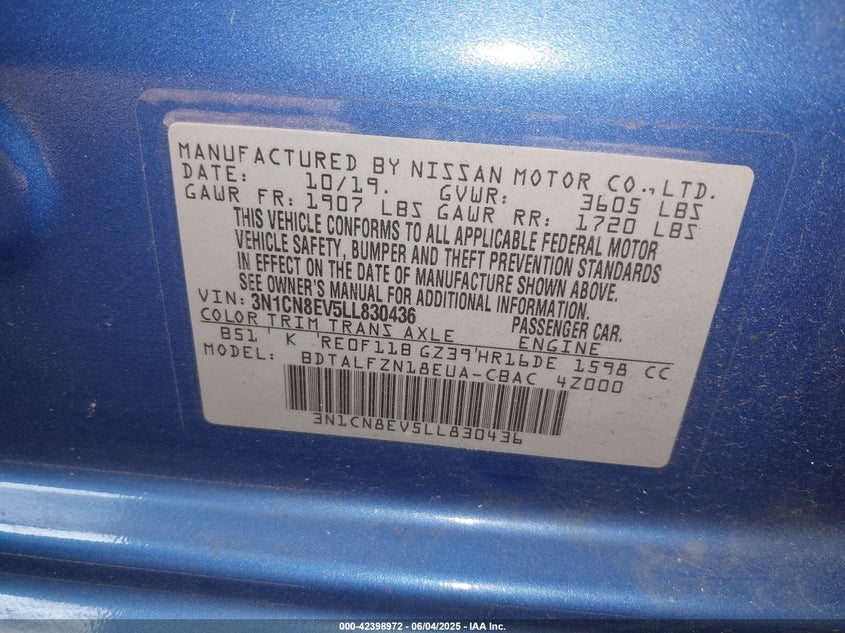 MANUFACTURED BY NISSAN MOTOR CO., LTD.
DATE: 10/19. GVWR: 3605 LBS
GAWR FR: 1907 LBS GAWR RR: 1720 LBS
THIS VEHICLE CONFORMS TO ALL APPLICABLE FEDERAL MOTOR
VEHICLE SAFETY, BUMPER AND THEFT PREVENTION STANDARDS
IN EFFECT ON THE DATE OF MANUFACTURE SHOWN ABOVE.
SEE OWNER'S MANUAL FOR ADDITIONAL INFORMATION.
VIN: 3N1CN8EV5LL830436 PASSENGER CAR.
COLOR TRIM TRANS AXLE ENGINE
B51 ' K 'RE0F11B GZ39'HR16DE 1598 CC
MODEL: BDTALFZN18EUA-CBAC 4Z000
3N1CN8EV5LL830436
000-42398972 - 06/04/2025 - IAA Inc.